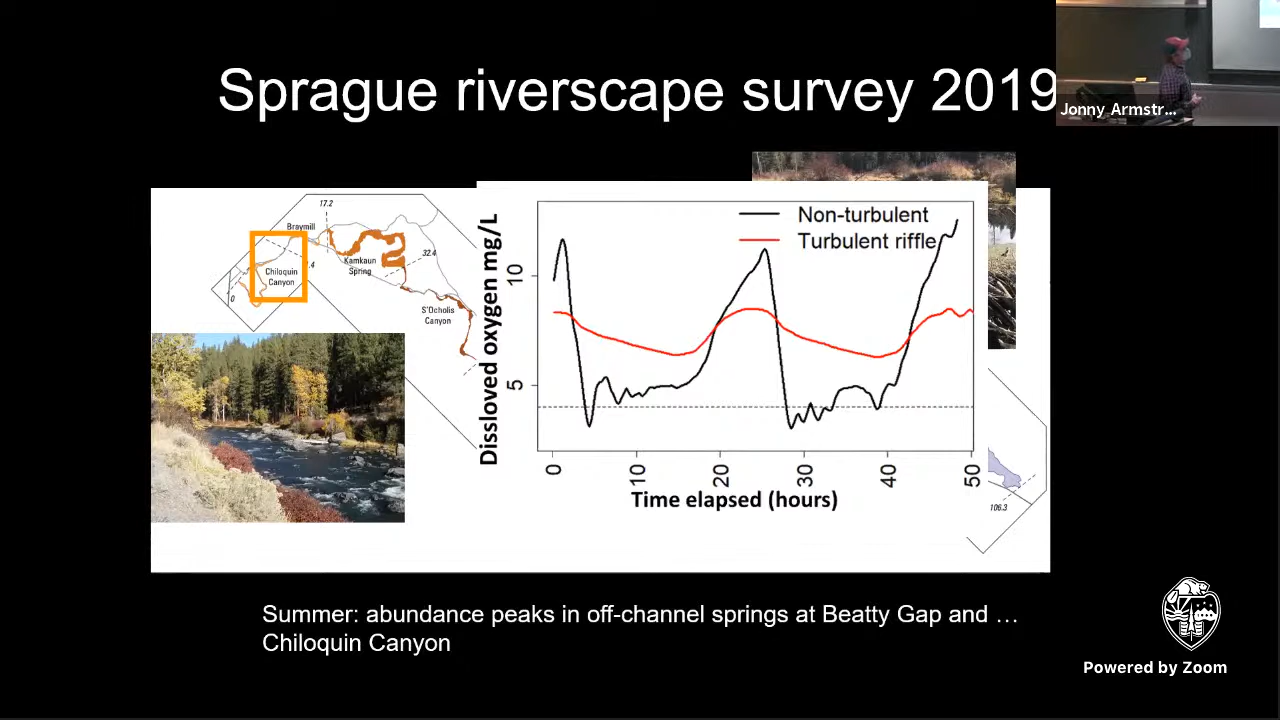 Sprague riverscape survey 2019
Jonny Armstr...
17.2
Braymill
Kamkaun
Spring
32.4
.4
Chiloquin
Canyon
0
S'Ocholis
Canyon
Dissloved oxygen mg/L
10
5
Non-turbulent
Turbulent riffle
0
10
20
30
40
50
Time elapsed (hours)
106.3
Summer: abundance peaks in off-channel springs at Beatty Gap and …
Chiloquin Canyon
Powered by Zoom